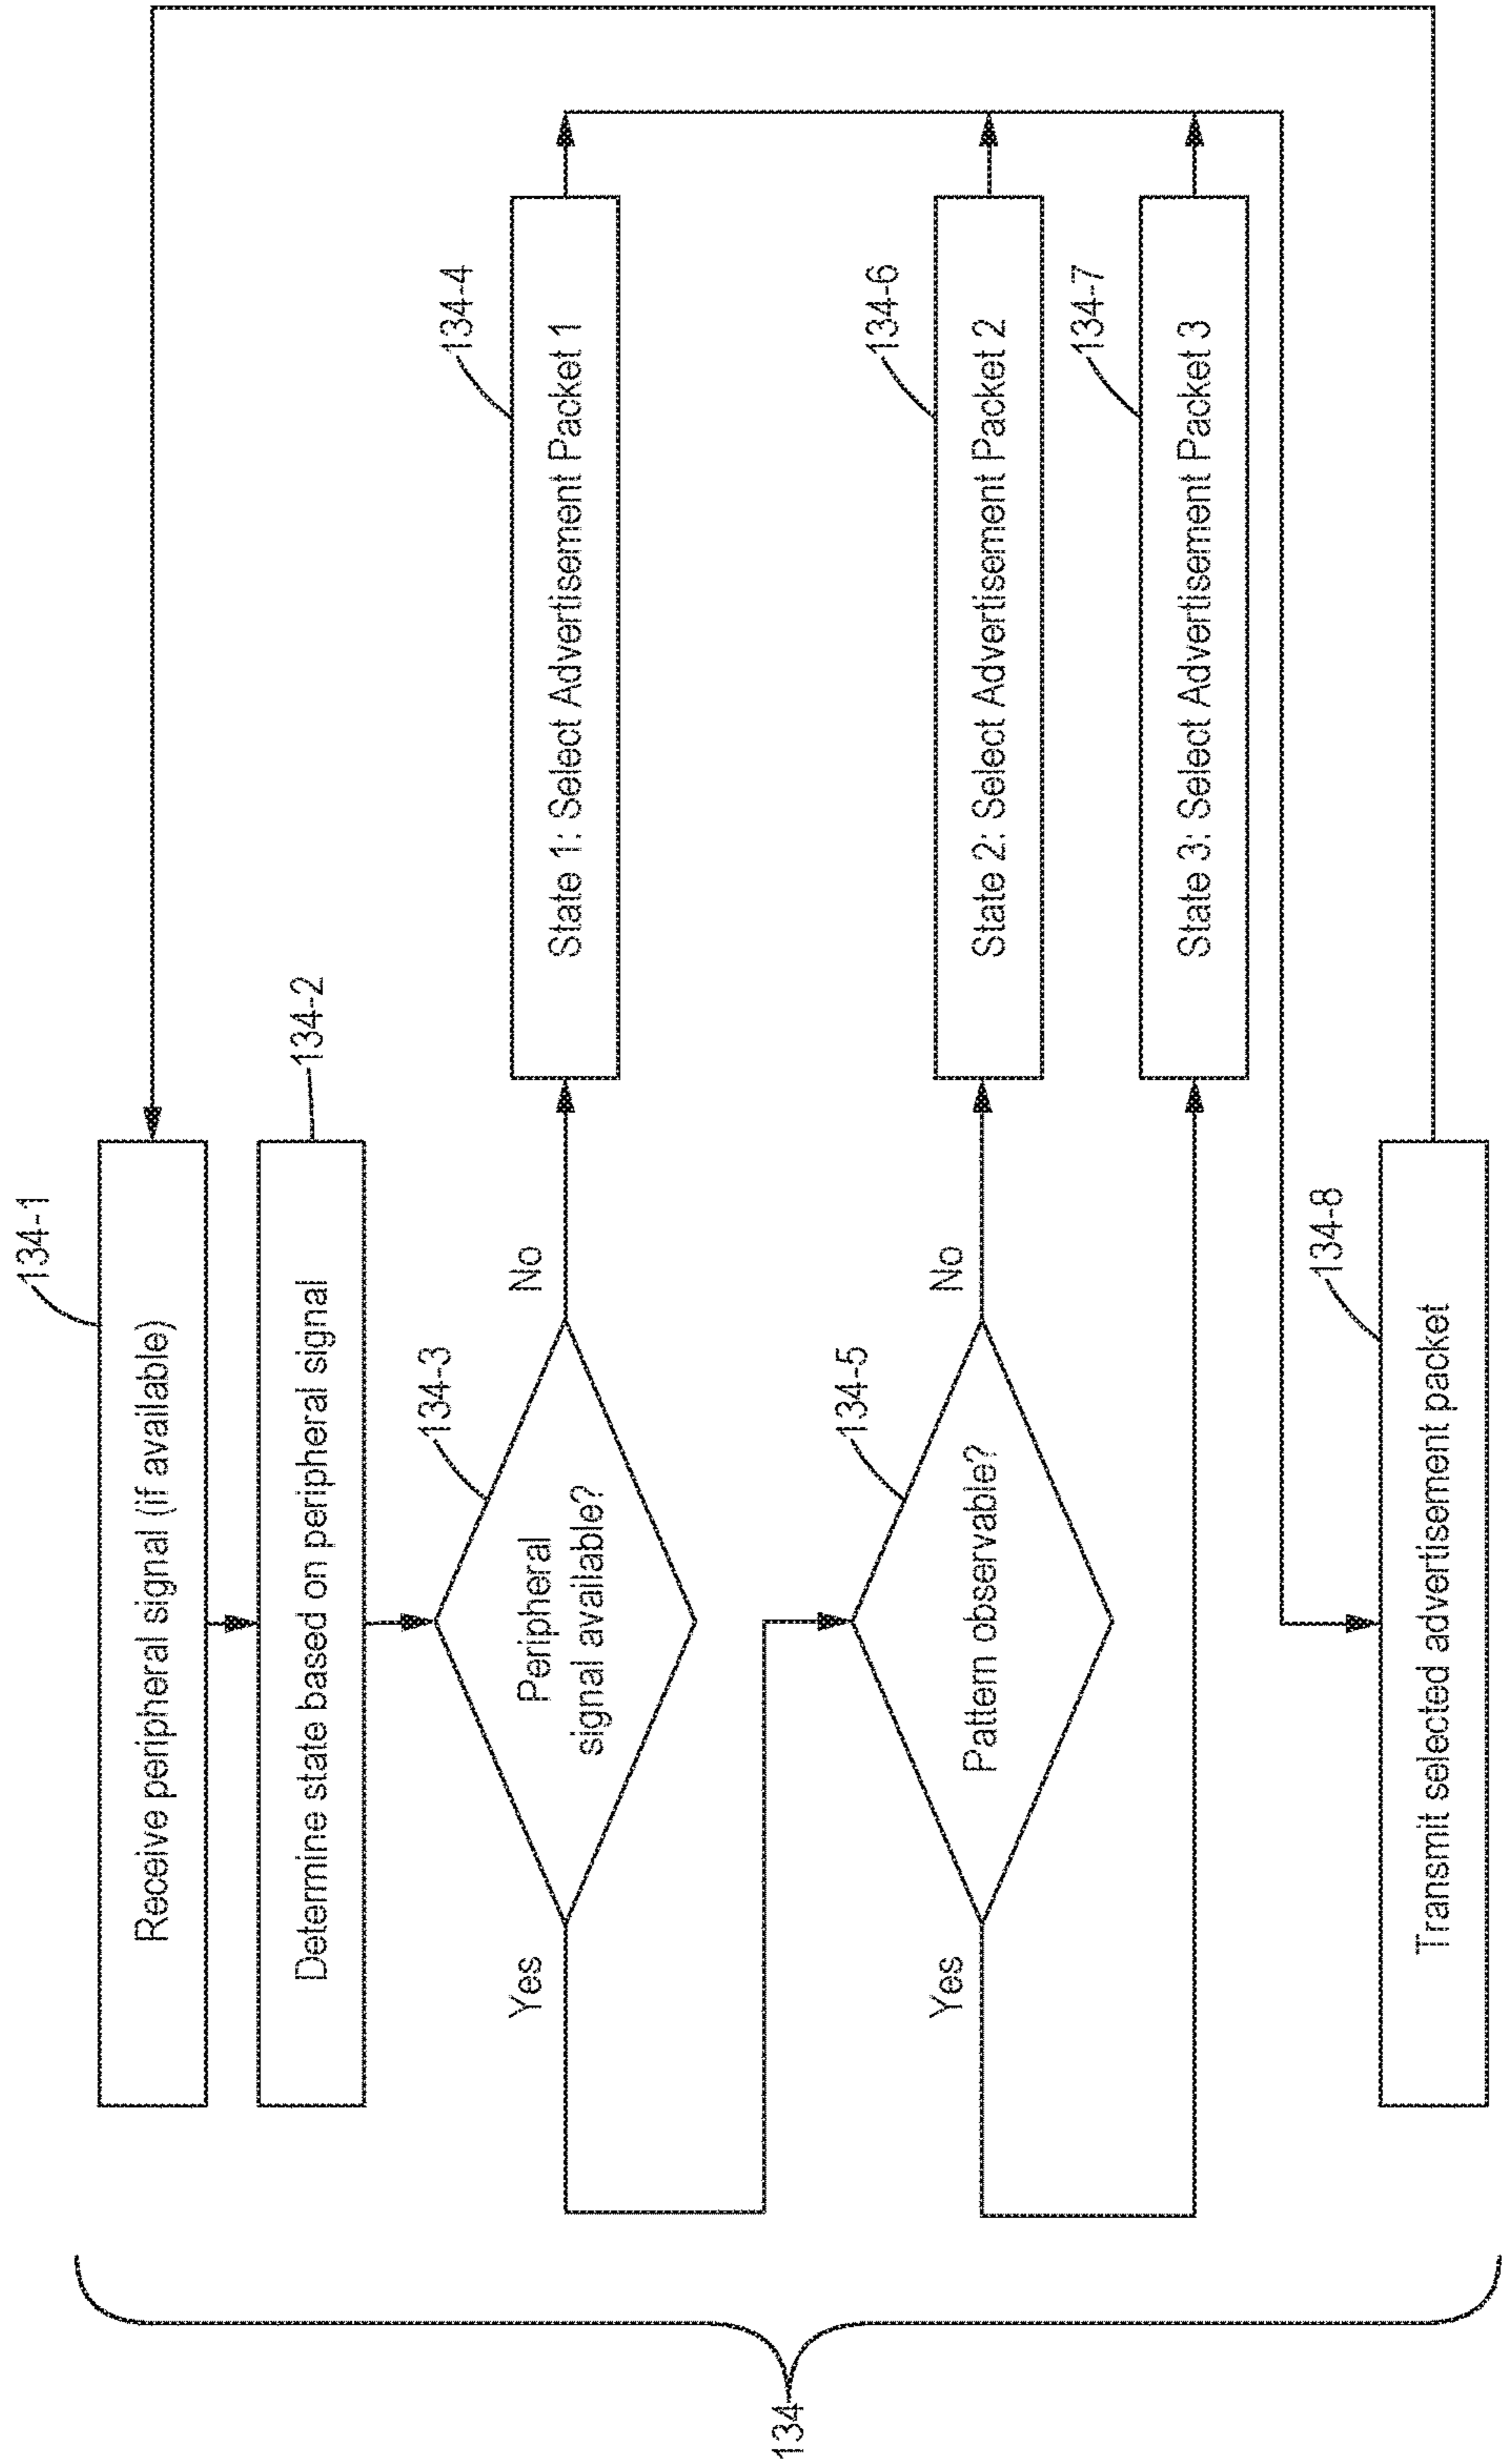 134-1
Receive peripheral signal (if available)
134-2
Determine state based on peripheral signal
134-3
Peripheral
signal available?
Yes
No
134-4
State 1: Select Advertisement Packet 1
134-5
Pattern observable?
Yes
No
134-6
State 2: Select Advertisement Packet 2
134-7
State 3: Select Advertisement Packet 3
134-8
Transmit selected advertisement packet
134